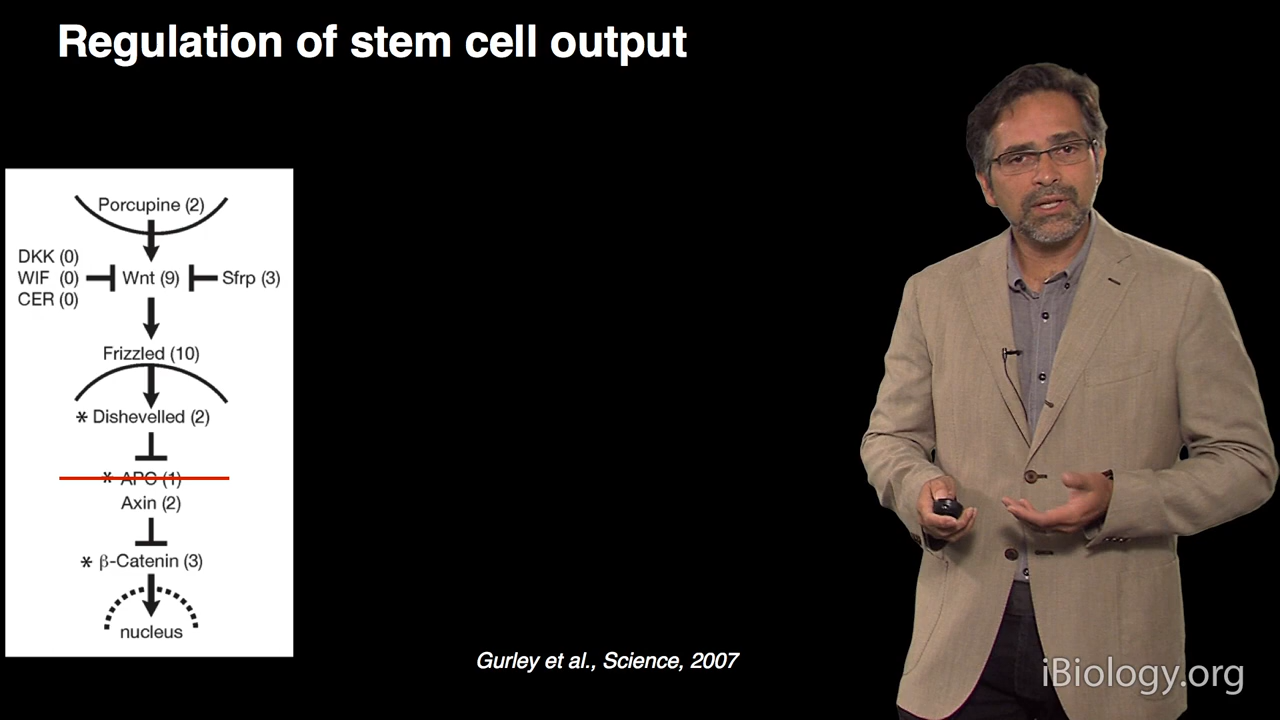 Regulation of stem cell output
Porcupine (2)
DKK (0)
WIF (0)
CER (0)
Wnt (9)
Sfrp (3)
Frizzled (10)
* Dishevelled (2)
* APC (1)
Axin (2)
* β-Catenin (3)
nucleus
Gurley et al., Science, 2007
iBiology.org